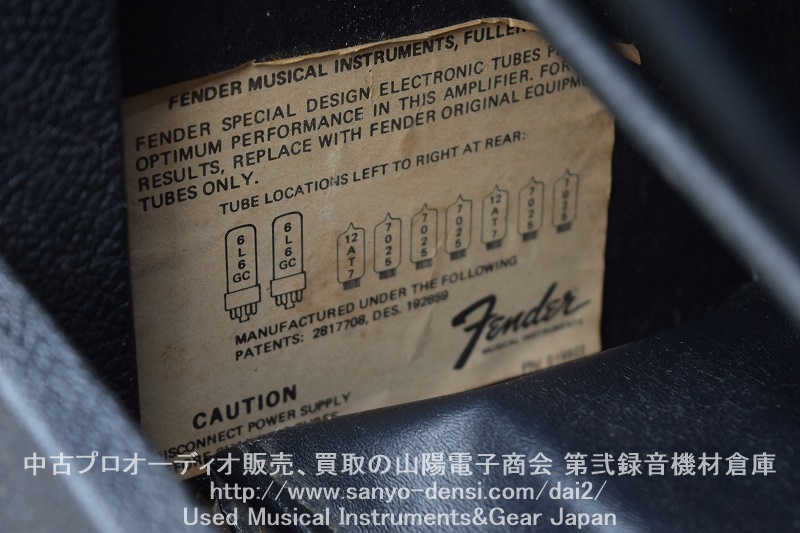 FENDER MUSICAL INSTRUMENTS,
FENDER SPECIAL DESIGN ELECTRONIC TUBES
OPTIMUM PERFORMANCE IN THIS AMPLIFIER. FOR
RESULTS, REPLACE WITH FENDER ORIGINAL
TUBES ONLY.
TUBE LOCATIONS LEFT TO RIGHT AT REAR:
6L6GC 6L6GC 12AT7 7025 7025 7025 12AT7 7025 7025
MANUFACTURED UNDER THE FOLLOWING
PATENTS: 2817708, DES. 192859
Fender
MUSICAL INSTRUMENTS
CAUTION
DISCONNECT POWER SUPPLY
中古プロオーディオ販売、買取の山陽電子商会 第弐録音機材倉庫
http://www.sanyo-densi.com/dai2/
Used Musical Instruments&Gear Japan